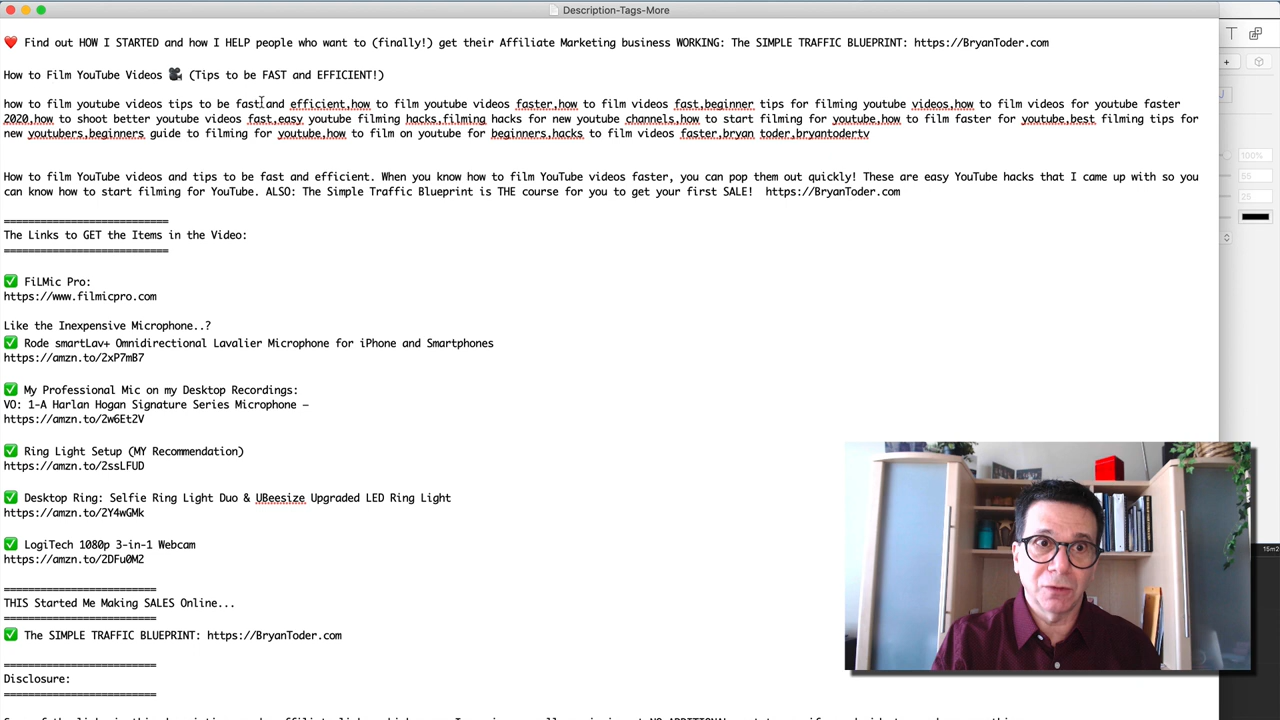 Description-Tags-More
❤️ Find out HOW I STARTED and how I HELP people who want to (finally!) get their Affiliate Marketing business WORKING: The SIMPLE TRAFFIC BLUEPRINT: https://BryanToder.com
How to Film YouTube Videos 🎥 (Tips to be FAST and EFFICIENT!)
how to film youtube videos tips to be fast and efficient,how to film youtube videos faster,how to film videos fast,beginner tips for filming youtube videos,how to film videos for youtube faster
2020,how to shoot better youtube videos fast,easy youtube filming hacks,filming hacks for new youtube channels,how to start filming for youtube,how to film faster for youtube,best filming tips for
new youtubers,beginners guide to filming for youtube,how to film on youtube for beginners,hacks to film videos faster,bryan toder,bryantodertv
How to film YouTube videos and tips to be fast and efficient. When you know how to film YouTube videos faster, you can pop them out quickly! These are easy YouTube hacks that I came up with so you
can know how to start filming for YouTube. ALSO: The Simple Traffic Blueprint is THE course for you to get your first SALE!  https://BryanToder.com
===========================
The Links to GET the Items in the Video:
===========================
✅ FiLMic Pro:
https://www.filmicpro.com
Like the Inexpensive Microphone..?
✅ Rode smartLav+ Omnidirectional Lavalier Microphone for iPhone and Smartphones
https://amzn.to/2xP7mB7
✅ My Professional Mic on my Desktop Recordings:
VO: 1-A Harlan Hogan Signature Series Microphone –
https://amzn.to/2w6Et2V
✅ Ring Light Setup (MY Recommendation)
https://amzn.to/2ssLFUD
✅ Desktop Ring: Selfie Ring Light Duo & UBeesize Upgraded LED Ring Light
https://amzn.to/2Y4wGMk
✅ LogiTech 1080p 3-in-1 Webcam
https://amzn.to/2DFu0M2
=========================
THIS Started Me Making SALES Online...
=========================
✅ The SIMPLE TRAFFIC BLUEPRINT: https://BryanToder.com
=========================
Disclosure:
=========================
100%